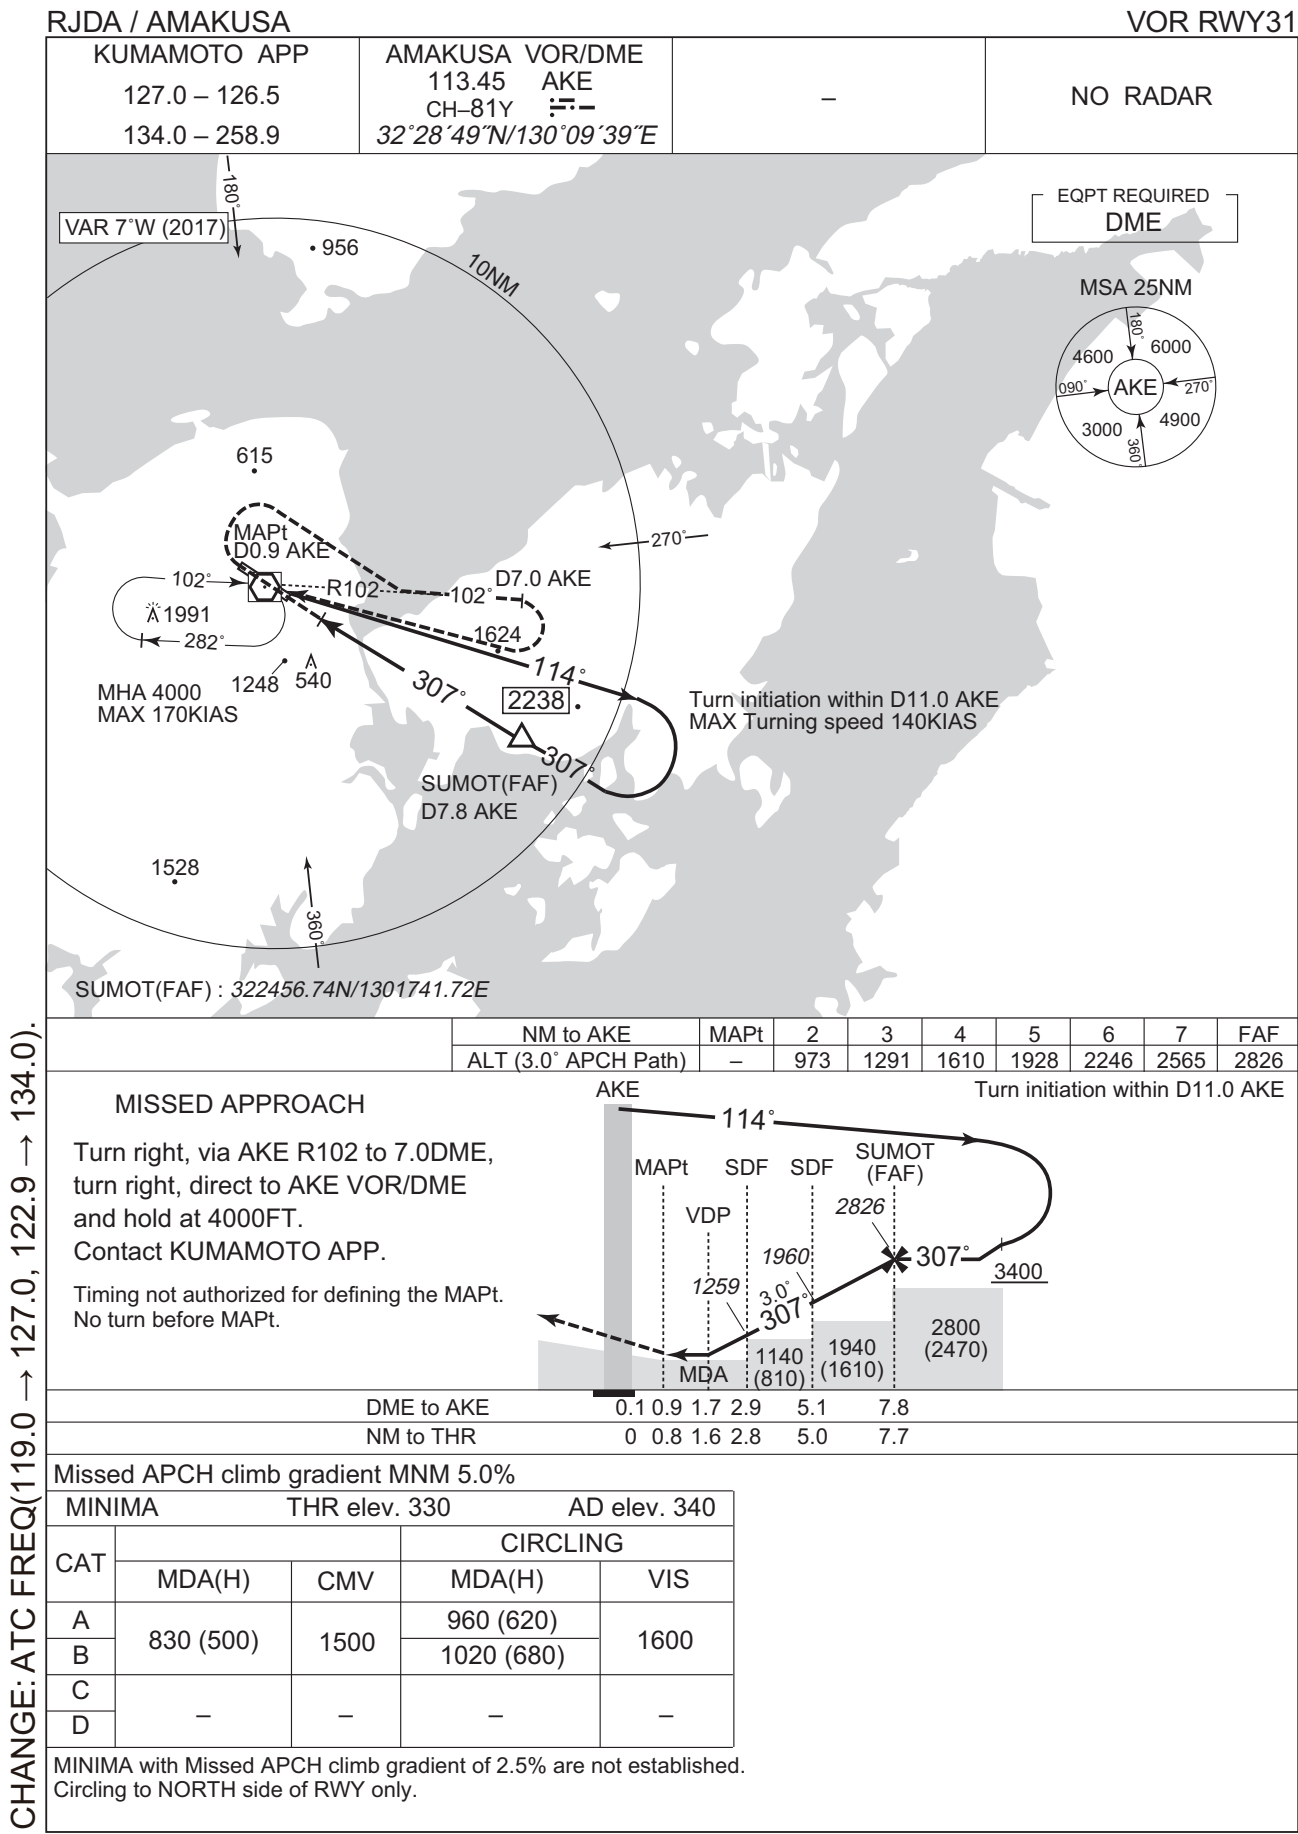 RJDA / AMAKUSA
VOR RWY31
KUMAMOTO APP
127.0 – 126.5
134.0 – 258.9
AMAKUSA VOR/DME
113.45 AKE
CH–81Y
32°28´49˝N/130°09´39˝E
–
NO RADAR
VAR 7°W (2017)
180°
956
10NM
EQPT REQUIRED
DME
MSA 25NM
180°
4600
6000
090°
AKE
270°
3000
4900
360°
615
MAPt
D0.9 AKE
270°
102°
R102
102°
D7.0 AKE
1991
282°
1624
114°
1248
540
307°
2238
MHA 4000
MAX 170KIAS
Turn initiation within D11.0 AKE
MAX Turning speed 140KIAS
307°
SUMOT(FAF)
D7.8 AKE
1528
360°
SUMOT(FAF) : 322456.74N/1301741.72E
NM to AKE MAPt 2 3 4 5 6 7 FAF
ALT (3.0° APCH Path) – 973 1291 1610 1928 2246 2565 2826
MISSED APPROACH
Turn right, via AKE R102 to 7.0DME,
turn right, direct to AKE VOR/DME
and hold at 4000FT.
Contact KUMAMOTO APP.
Timing not authorized for defining the MAPt.
No turn before MAPt.
AKE
Turn initiation within D11.0 AKE
114°
MAPt
SDF
SDF
SUMOT
(FAF)
VDP
2826
1960
307°
1259
3.0°
307°
3400
MDA
1140
(810)
1940
(1610)
2800
(2470)
DME to AKE 0.1 0.9 1.7 2.9 5.1 7.8
NM to THR 0 0.8 1.6 2.8 5.0 7.7
Missed APCH climb gradient MNM 5.0%
MINIMA THR elev. 330 AD elev. 340
CAT
CIRCLING
MDA(H) CMV MDA(H) VIS
A 830 (500) 1500 960 (620) 1600
B 1020 (680)
C – – – –
D
MINIMA with Missed APCH climb gradient of 2.5% are not established.
Circling to NORTH side of RWY only.
CHANGE: ATC FREQ(119.0 → 127.0, 122.9 → 134.0).